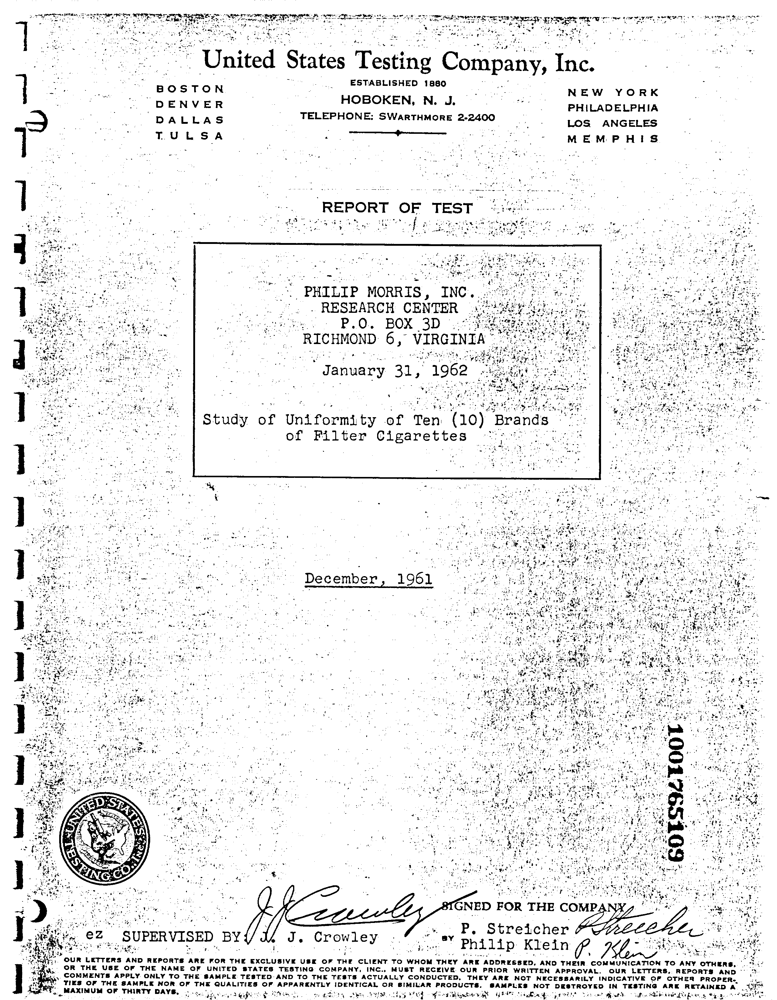 United States Testing Company, Inc.
ESTABLISHED 1880
HOBOKEN, N. J.
TELEPHONE: SWARTHMORE 2-2400
BOSTON
DENVER
DALLAS
TULSA
NEW YORK
PHILADELPHIA
LOS ANGELES
MEMPHIS
REPORT OF TEST
PHILIP MORRIS, INC.
RESEARCH CENTER
P.O. BOX 3D
RICHMOND 6, VIRGINIA
January 31, 1962
Study of Uniformity of Ten (10) Brands
of Filter Cigarettes
December, 1961
1001765109
UNITED STATES TESTING CO. INC.
SIGNED FOR THE COMPANY
J J Crowley
ez SUPERVISED BY: J. J. Crowley
P. Streicher P Streicher
BY Philip Klein P. Klein
OUR LETTERS AND REPORTS ARE FOR THE EXCLUSIVE USE OF THE CLIENT TO WHOM THEY ARE ADDRESSED, AND THEIR COMMUNICATION TO ANY OTHERS,
OR THE USE OF THE NAME OF UNITED STATES TESTING COMPANY, INC., MUST RECEIVE OUR PRIOR WRITTEN APPROVAL. OUR LETTERS, REPORTS AND
COMMENTS APPLY ONLY TO THE SAMPLE TESTED AND TO THE TESTS ACTUALLY CONDUCTED. THEY ARE NOT NECESSARILY INDICATIVE OF OTHER PROPER-
TIES OF THE SAMPLE NOR OF THE QUALITIES OF APPARENTLY IDENTICAL OR SIMILAR PRODUCTS. SAMPLES NOT DESTROYED IN TESTING ARE RETAINED A
MAXIMUM OF THIRTY DAYS.